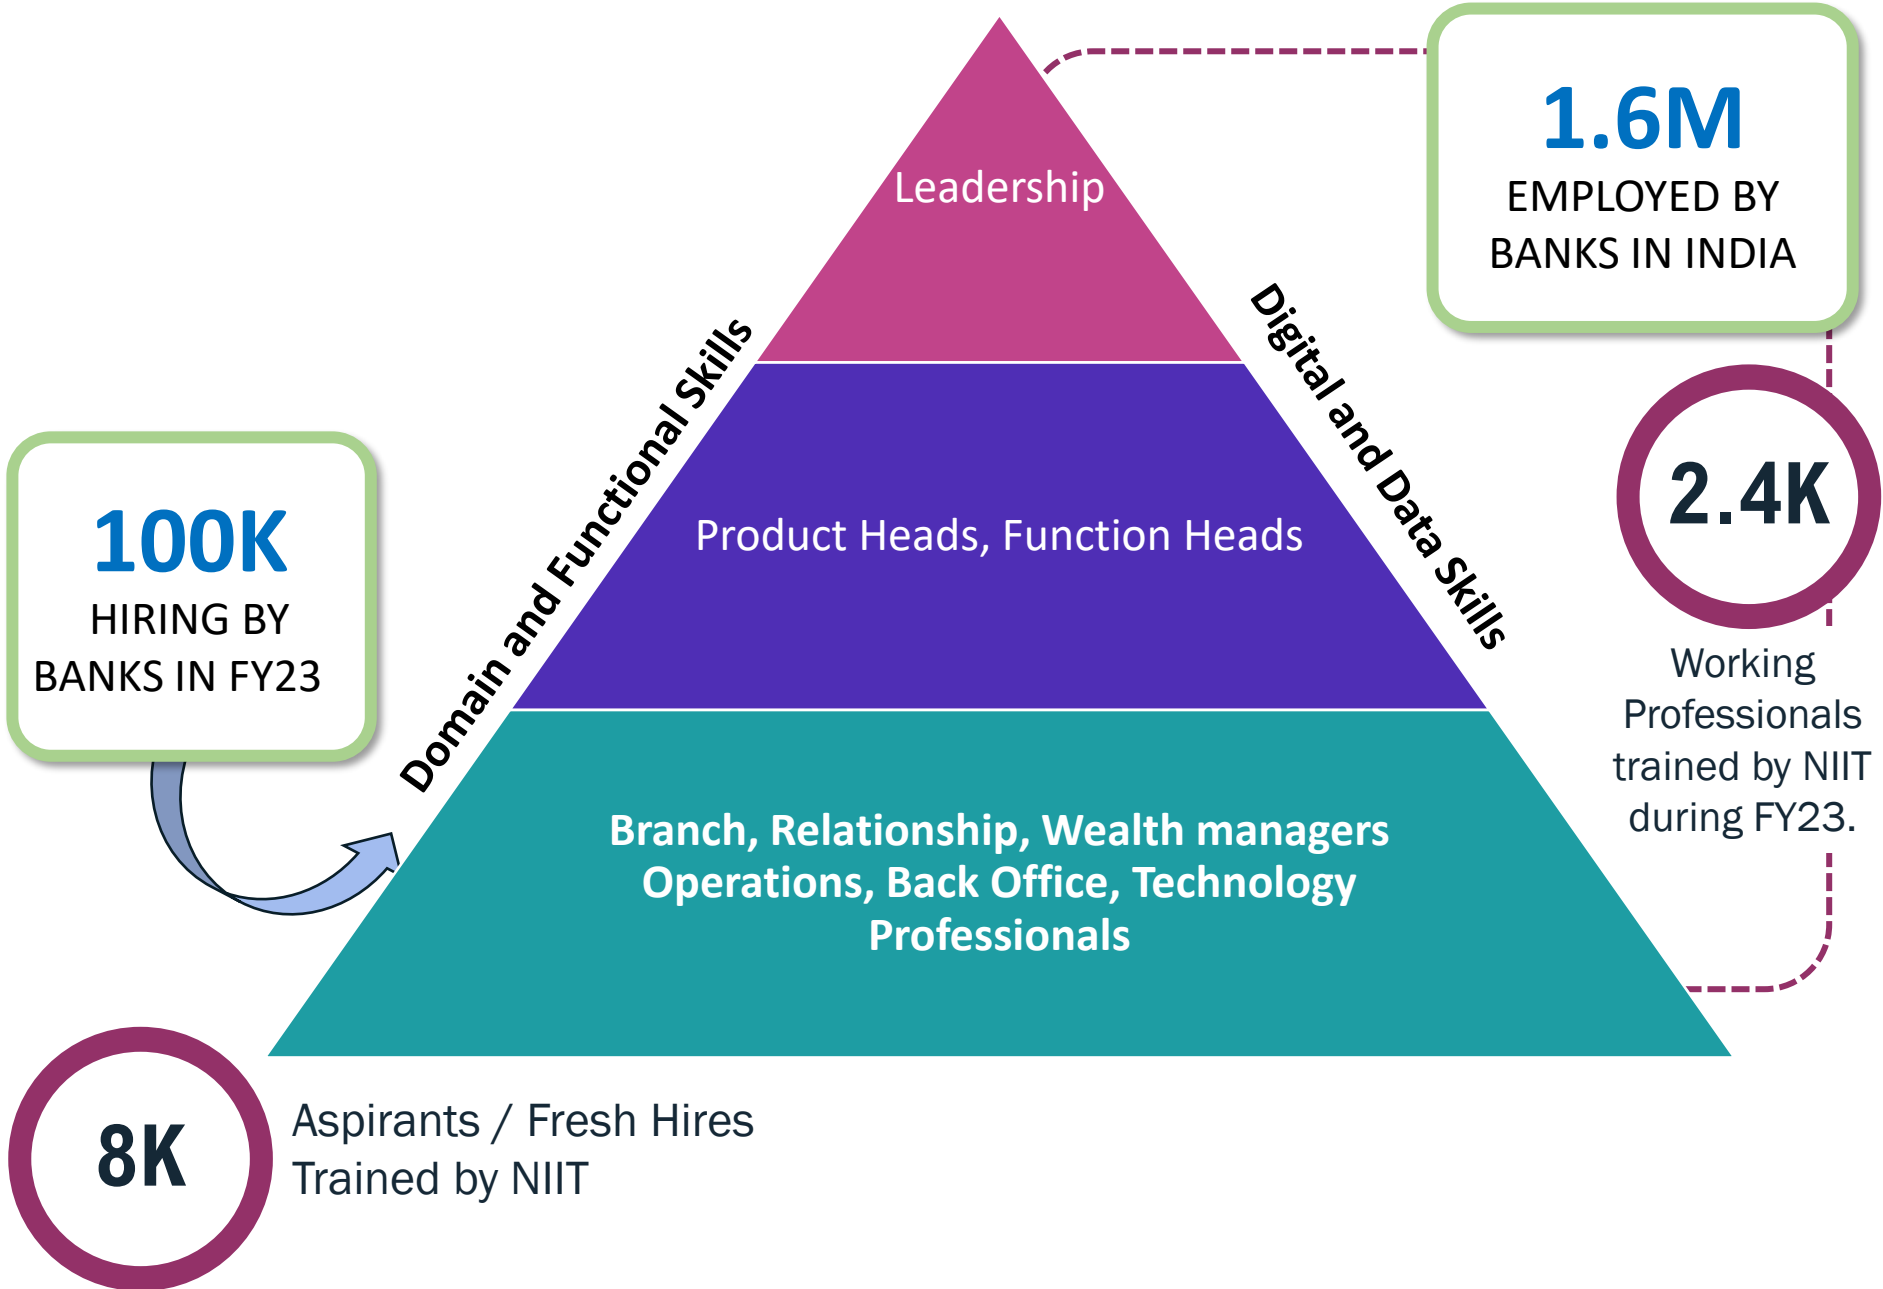 Leadership
1.6M
EMPLOYED BY
BANKS IN INDIA
Domain and Functional Skills
Digital and Data Skills
Product Heads, Function Heads
100K
HIRING BY
BANKS IN FY23
2.4K
Working
Professionals
trained by NIIT
during FY23.
Branch, Relationship, Wealth managers
Operations, Back Office, Technology
Professionals
8K
Aspirants / Fresh Hires
Trained by NIIT